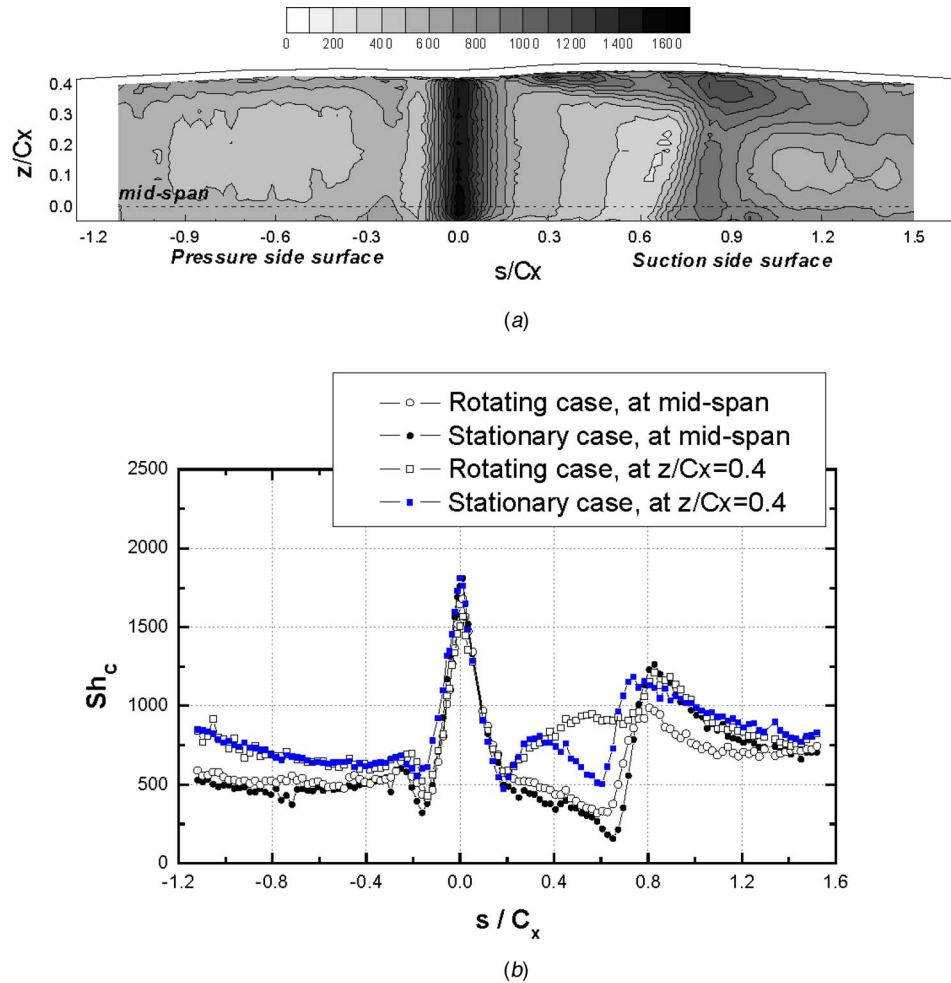 0 200 400 600 800 1000 1200 1400 1600
z/Cx
0.4
0.3
0.2
0.1
0.0
mid-span
-1.2 -0.9 -0.6 -0.3 0.0 0.3 0.6 0.9 1.2 1.5
Pressure side surface
s/Cx
Suction side surface
(a)
Rotating case, at mid-span
Stationary case, at mid-span
Rotating case, at z/Cx=0.4
Stationary case, at z/Cx=0.4
Sh_C
2500
2000
1500
1000
500
0
-1.2 -0.8 -0.4 0.0 0.4 0.8 1.2 1.6
s / C_x
(b)